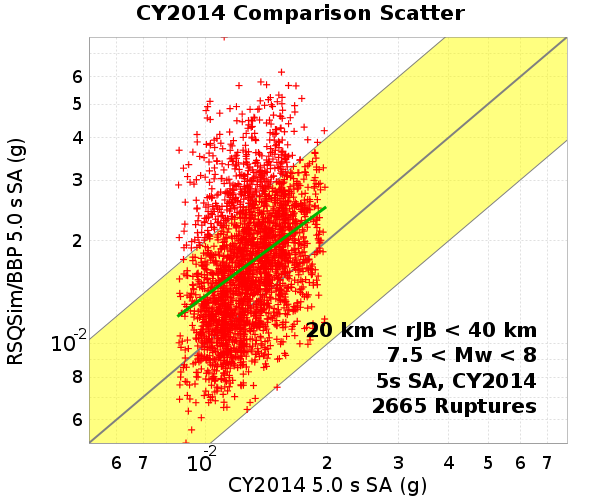 CY2014 Comparison Scatter
RSQSim/BBP 5.0 s SA (g)
6
5
4
3
2
10-2
8
6
20 km < rJB < 40 km
7.5 < Mw < 8
5s SA, CY2014
2665 Ruptures
6 7 10-2 2 3 4 5 6 7
CY2014 5.0 s SA (g)